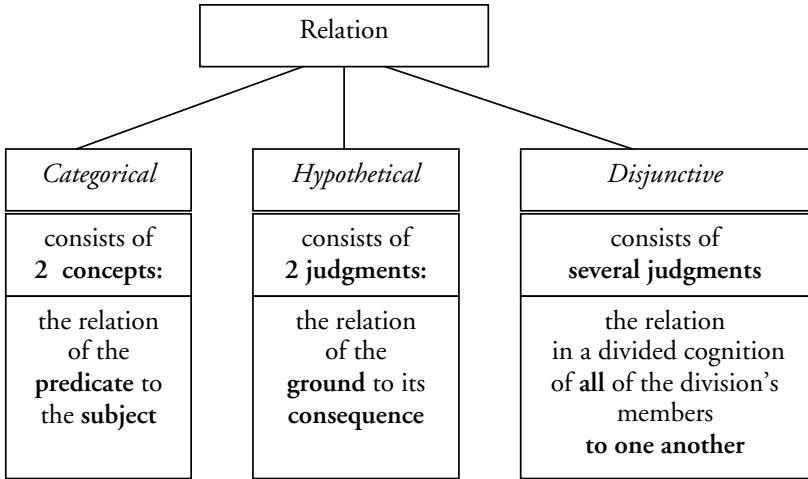 Relation
Categorical
consists of
2 concepts:
the relation
of the
predicate to
the subject
Hypothetical
consists of
2 judgments:
the relation
of the
ground to its
consequence
Disjunctive
consists of
several judgments
the relation
in a divided cognition
of all of the division's
members
to one another